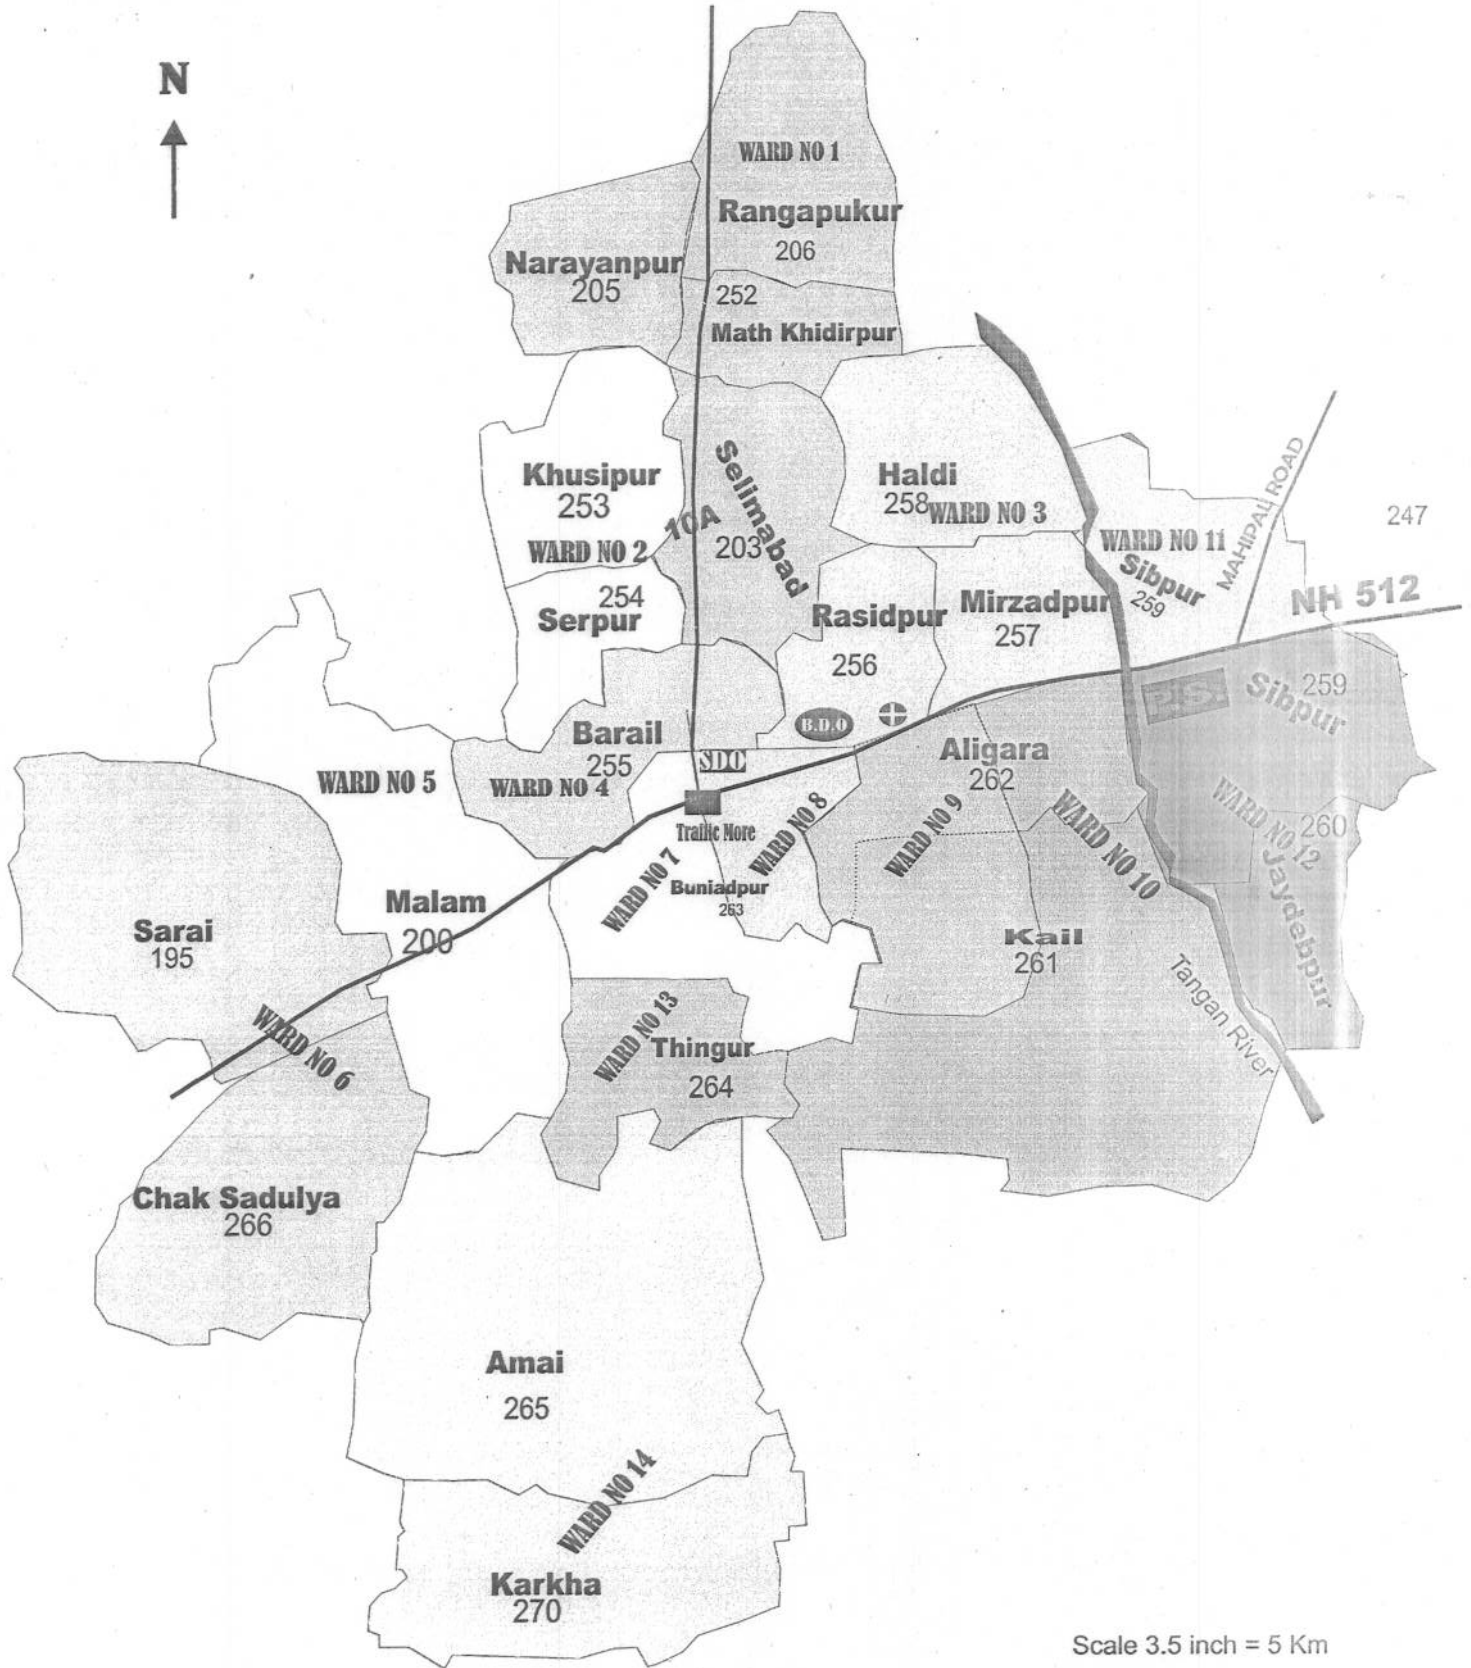 N
WARD NO 1
Rangapukur
206
Narayanpur
205
252
Math Khidirpur
Khusipur
253
WARD NO 2
10A
Selimabad
203
Haldi
258
WARD NO 3
MAHIPAL ROAD
247
WARD NO 11
Sibpur
259
NH 512
254
Serpur
Rasidpur
256
Mirzadpur
257
B.D.O
P.S.
Sibpur
259
Barail
255
WARD NO 4
SDO
Aligara
262
WARD NO 5
Traffic More
WARD NO 8
WARD NO 9
WARD NO 10
WARD NO 12
260
Jaydebpur
WARD NO 7
Buniadpur
263
Malam
200
Sarai
195
Kail
261
Tangan River
WARD NO 6
WARD NO 13
Thingur
264
Chak Sadulya
266
Amai
265
WARD NO 14
Karkha
270
Scale 3.5 inch = 5 Km